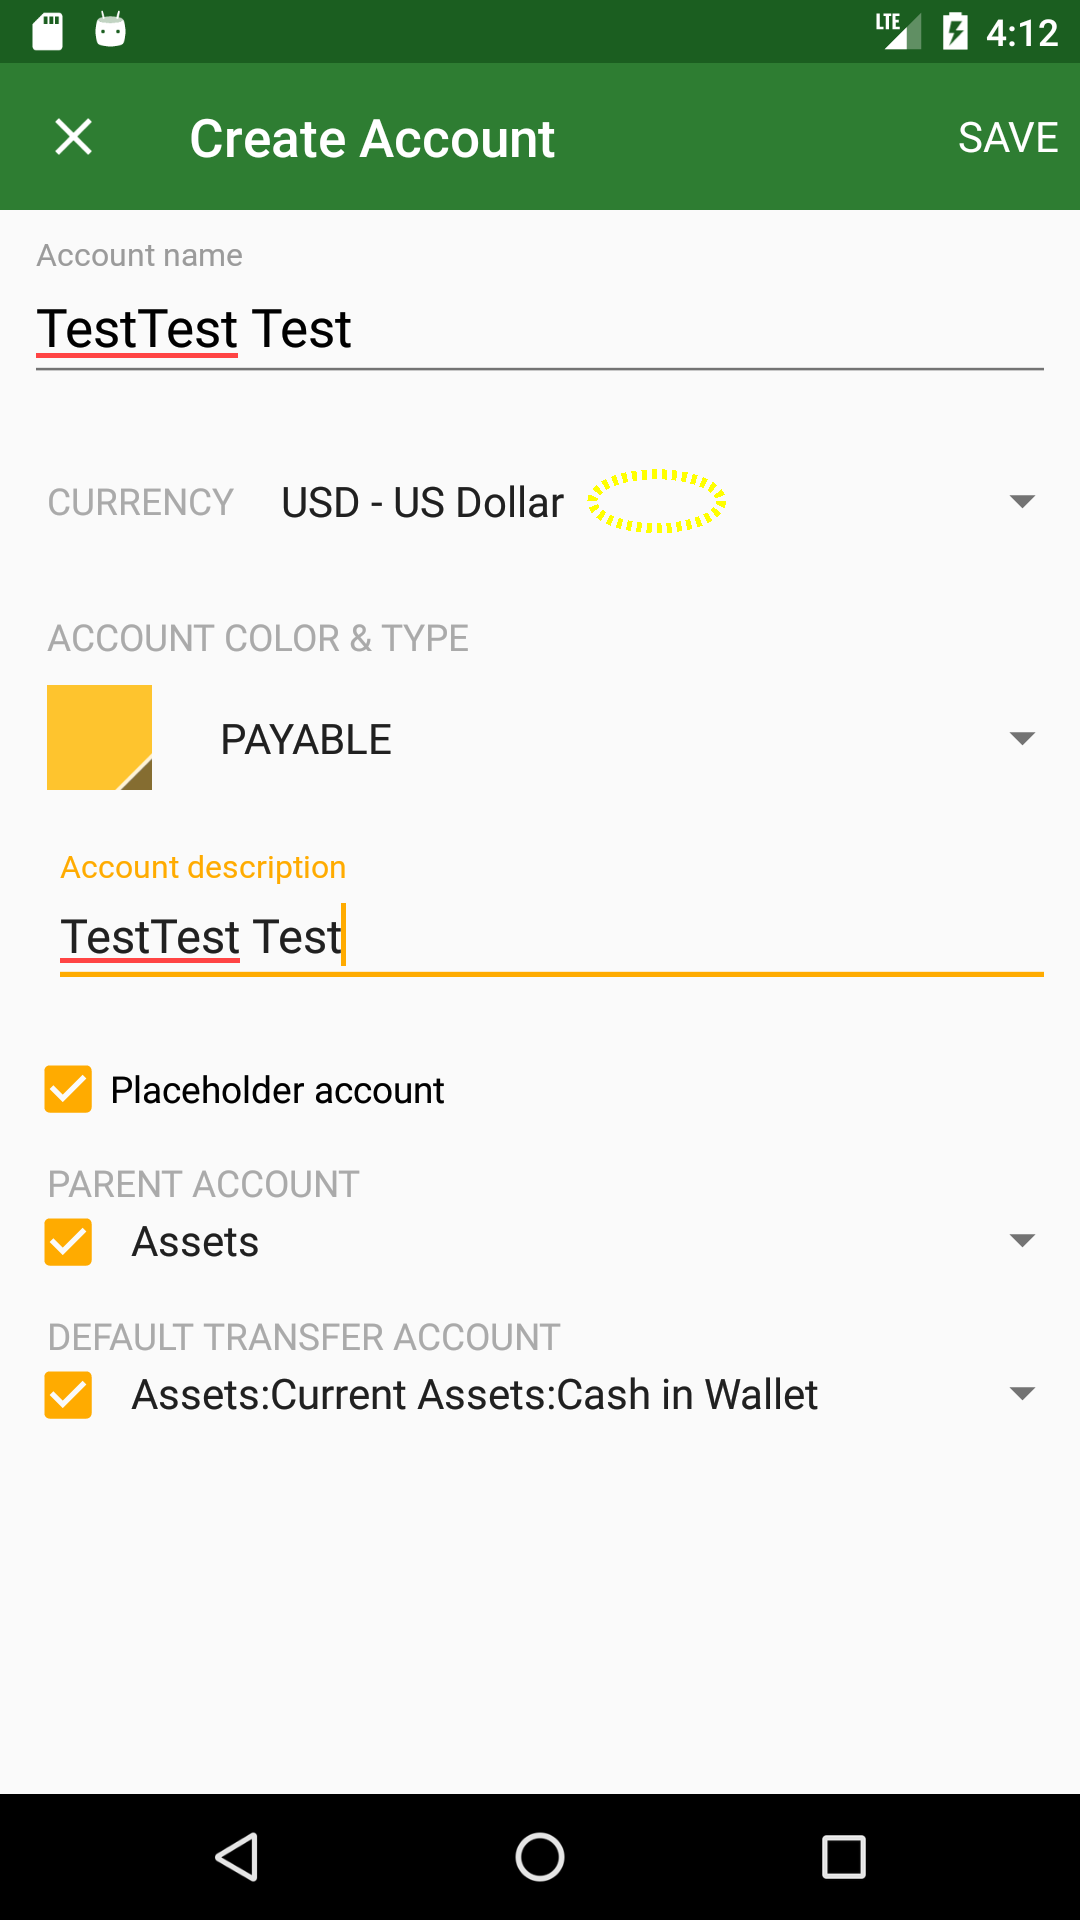 LTE 4:12
Create Account SAVE
Account name
TestTest Test
CURRENCY USD - US Dollar
ACCOUNT COLOR & TYPE
PAYABLE
Account description
TestTest Test
Placeholder account
PARENT ACCOUNT
Assets
DEFAULT TRANSFER ACCOUNT
Assets:Current Assets:Cash in Wallet